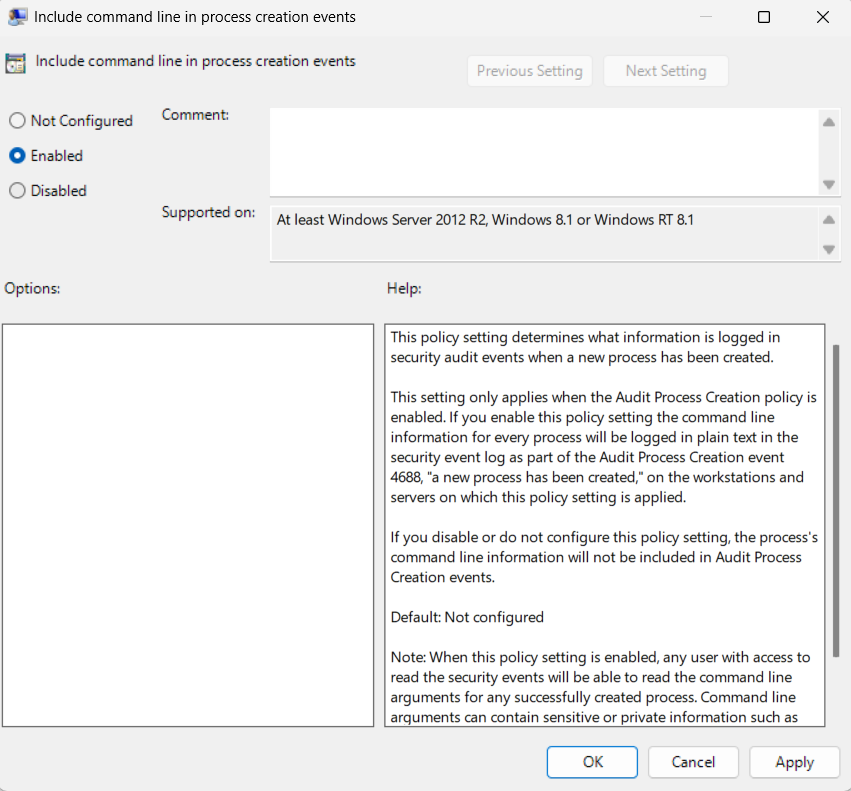 Include command line in process creation events
Include command line in process creation events
Previous Setting
Next Setting
Not Configured
Enabled
Disabled
Comment:
Supported on:
At least Windows Server 2012 R2, Windows 8.1 or Windows RT 8.1
Options:
Help:
This policy setting determines what information is logged in
security audit events when a new process has been created.
This setting only applies when the Audit Process Creation policy is
enabled. If you enable this policy setting the command line
information for every process will be logged in plain text in the
security event log as part of the Audit Process Creation event
4688, "a new process has been created," on the workstations and
servers on which this policy setting is applied.
If you disable or do not configure this policy setting, the process's
command line information will not be included in Audit Process
Creation events.
Default: Not configured
Note: When this policy setting is enabled, any user with access to
read the security events will be able to read the command line
arguments for any successfully created process. Command line
arguments can contain sensitive or private information such as
OK
Cancel
Apply